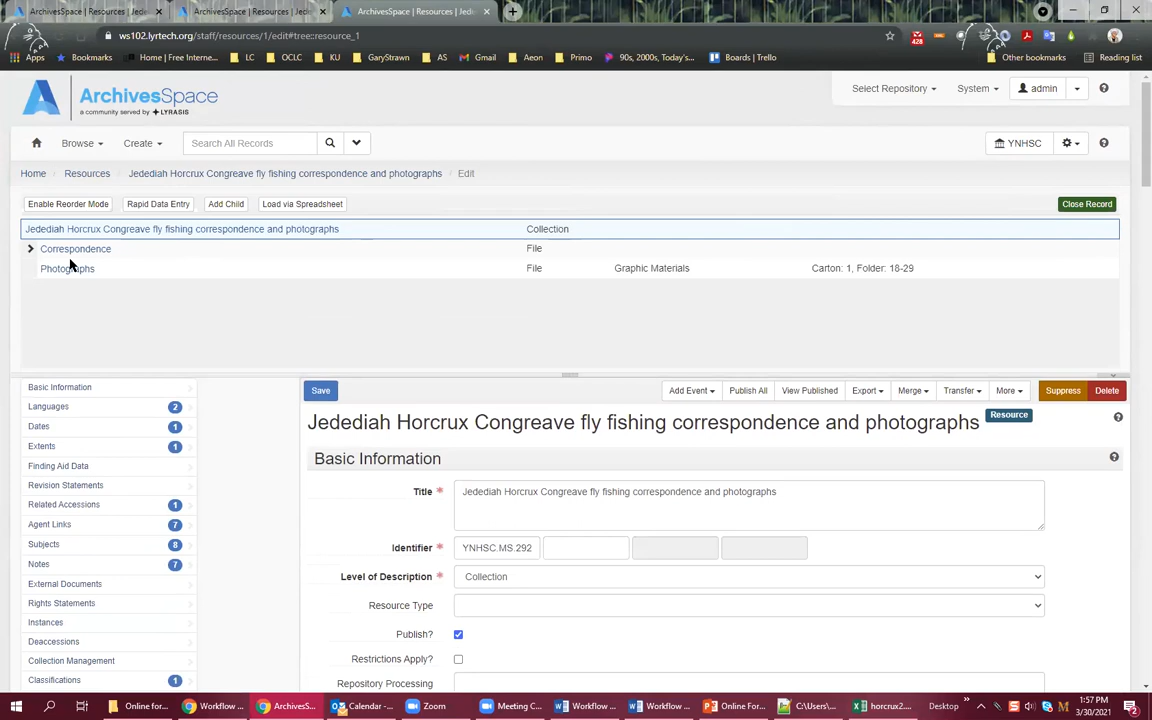 ArchivesSpace | Resources | Jede
ArchivesSpace | Resources | Jedi
ArchivesSpace | Resources | Jedi
ws102.lyrtech.org/staff/resources/1/edit#tree::resource_1
428
Apps Bookmarks Home | Free Interne... LC OCLC KU GaryStrawn AS Gmail Aeon Primo 90s, 2000s, Today's... Boards | Trello Other bookmarks Reading list
ArchivesSpace
a community served by LYRASIS
Select Repository System admin
Browse Create Search All Records YNHSC
Home / Resources / Jedediah Horcrux Congreave fly fishing correspondence and photographs / Edit
Enable Reorder Mode Rapid Data Entry Add Child Load via Spreadsheet Close Record
Jedediah Horcrux Congreave fly fishing correspondence and photographs Collection
Correspondence File
Photographs File Graphic Materials Carton: 1, Folder: 18-29
Basic Information
Languages 2
Dates 1
Extents 1
Finding Aid Data
Revision Statements
Related Accessions 1
Agent Links 7
Subjects 8
Notes 7
External Documents
Rights Statements
Instances
Deaccessions
Collection Management
Classifications 1
Save Add Event Publish All View Published Export Merge Transfer More Suppress Delete
Jedediah Horcrux Congreave fly fishing correspondence and photographs Resource
Basic Information
Title * Jedediah Horcrux Congreave fly fishing correspondence and photographs
Identifier * YNHSC.MS.292
Level of Description * Collection
Resource Type
Publish?
Restrictions Apply?
Repository Processing
Online for... Workflow ... ArchivesS... Calendar -... Zoom Meeting C... Workflow ... Workflow ... Online For... C:\Users\... horcrux2.... Desktop 1:57 PM
3/30/2021
2